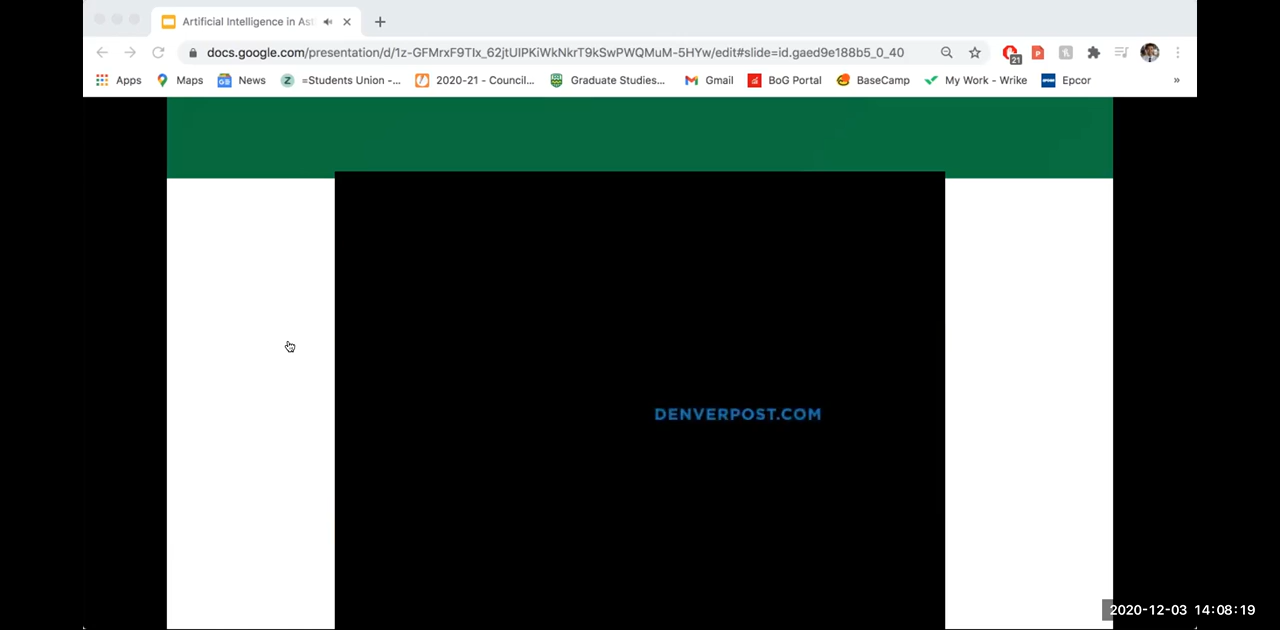 Artificial Intelligence in Ast
docs.google.com/presentation/d/1z-GFMrxF9TIx_62jtUIPKiWkNkrT9kSwPWQMuM-5HYw/edit#slide=id.gaed9e188b5_0_40
21
Apps Maps News =Students Union -... 2020-21 - Council... Graduate Studies... Gmail BoG Portal BaseCamp My Work - Wrike Epcor »
DENVERPOST.COM
2020-12-03 14:08:19